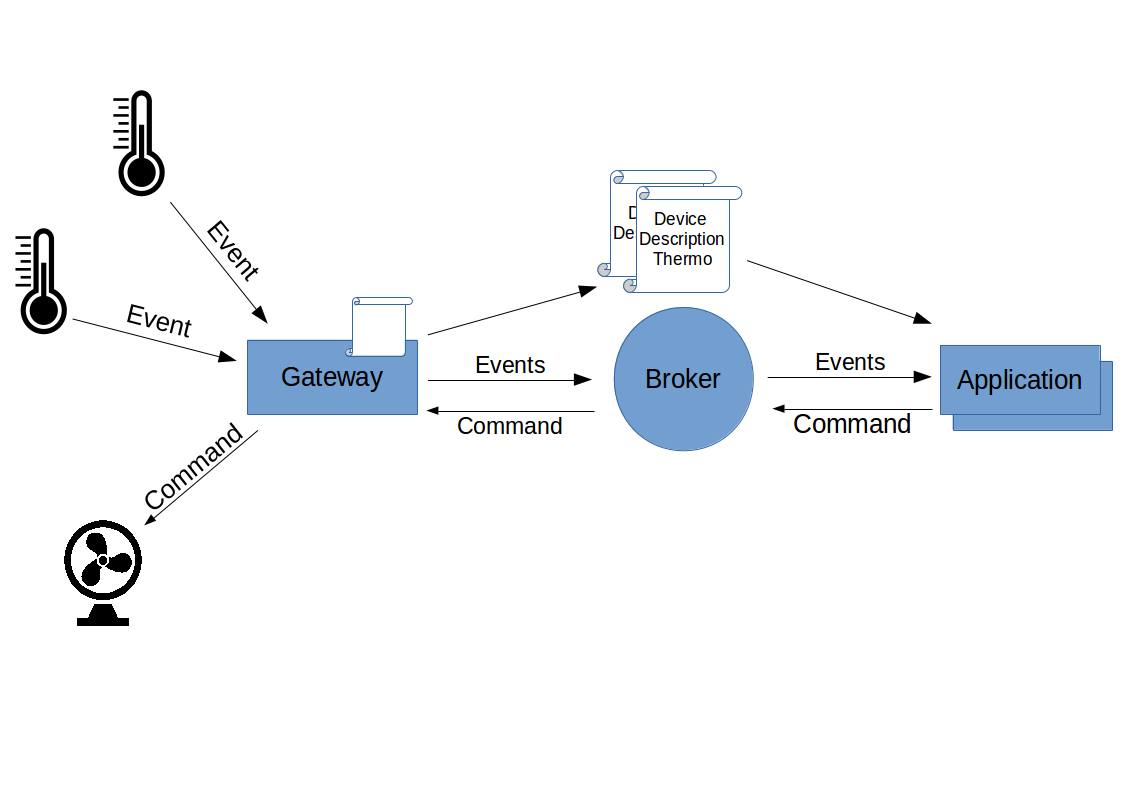 Event
Event
Device
Description
Thermo
D
De
Gateway
Events
Command
Broker
Events
Command
Application
Command